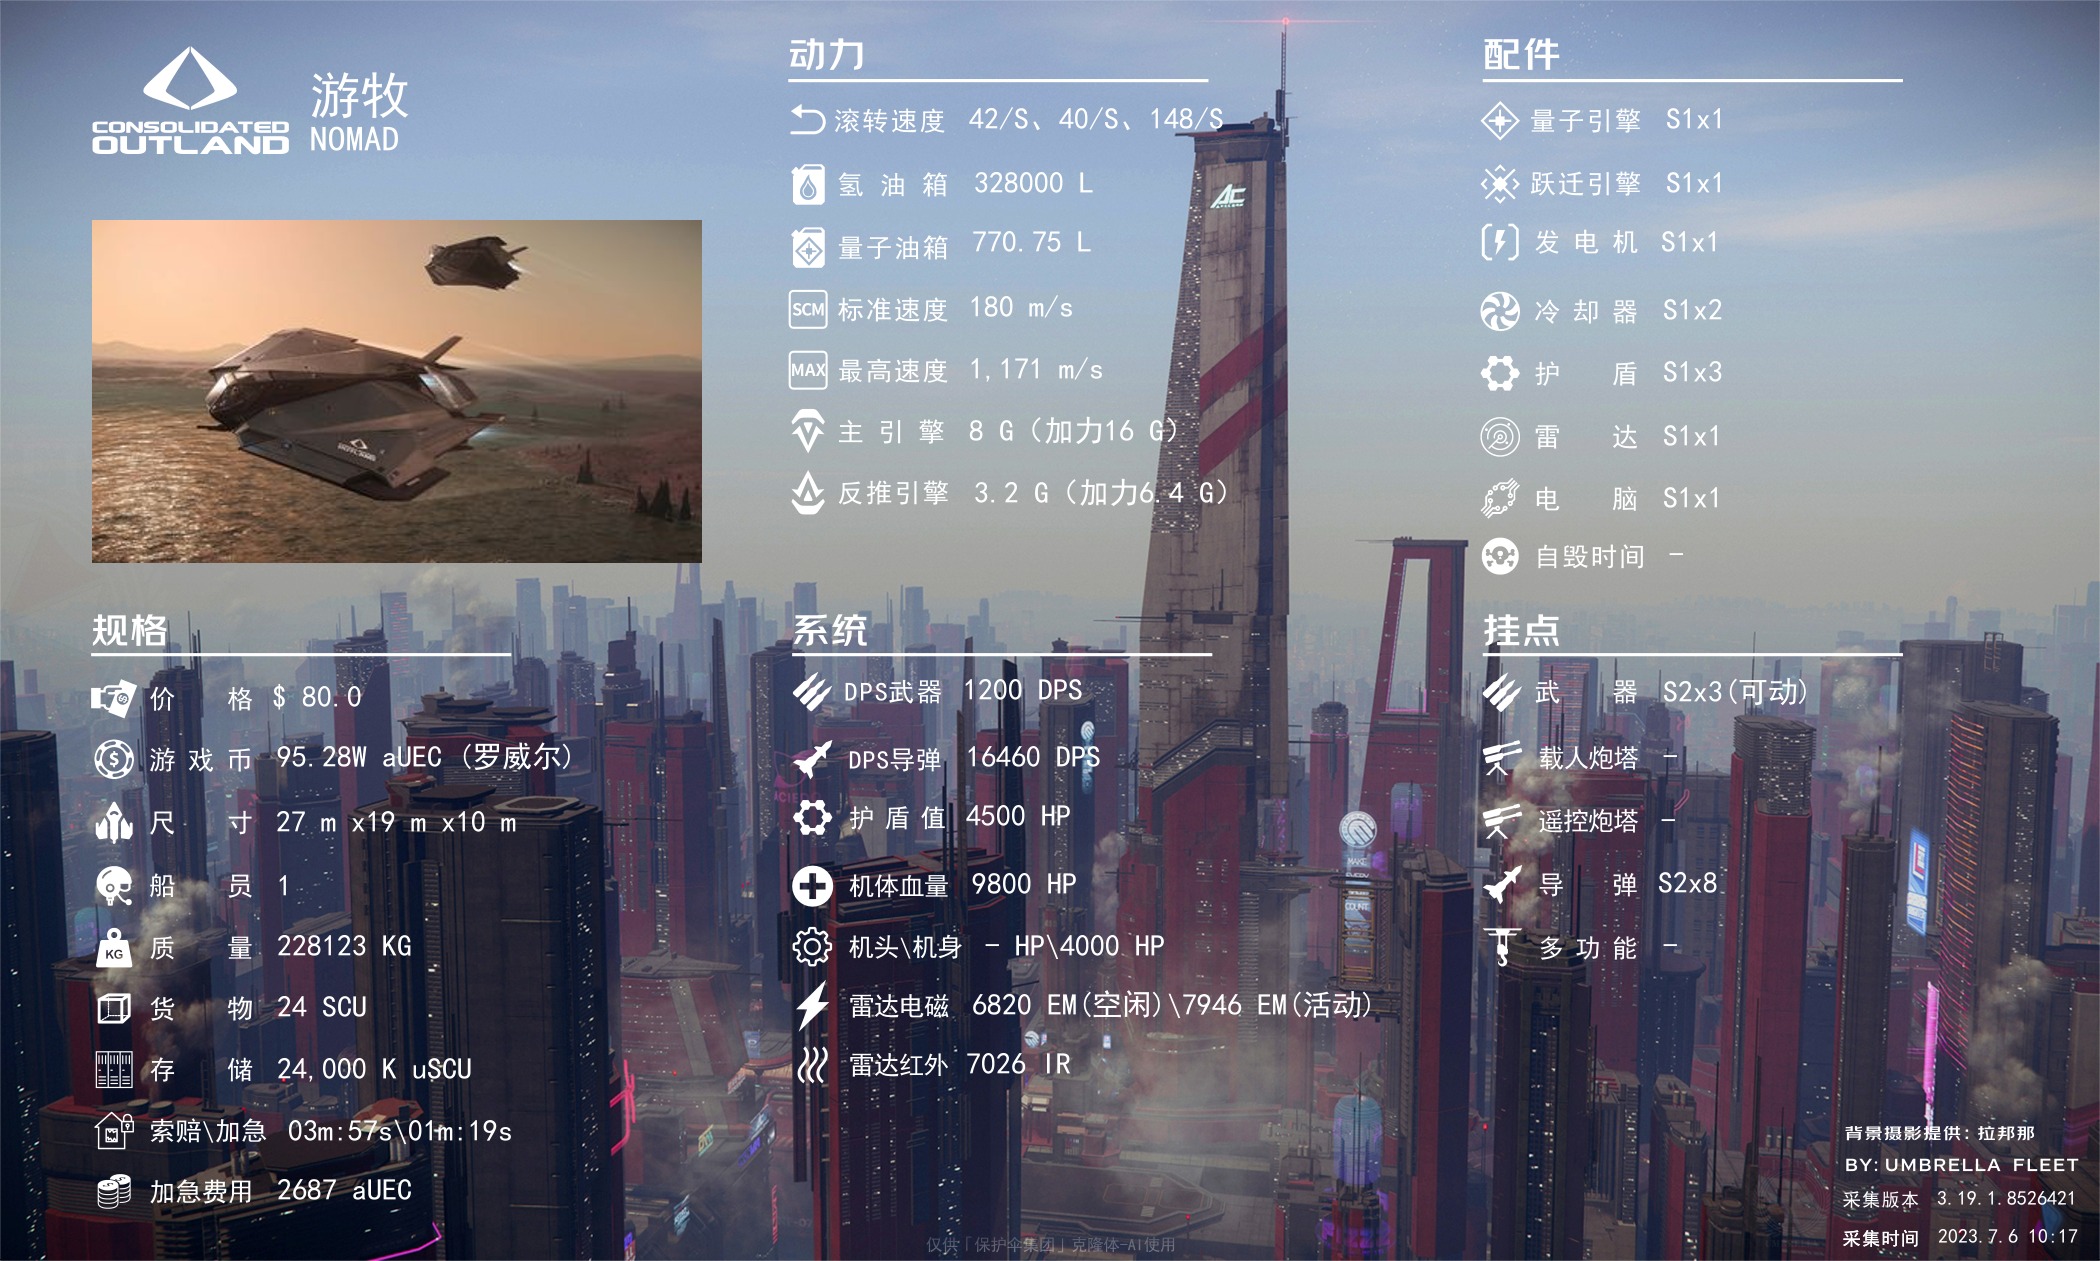 CONSOLIDATED
OUTLAND
游牧
NOMAD
动力
滚转速度 42/S、40/S、148/S
氢油箱 328000 L
量子油箱 770.75 L
SCM 标准速度 180 m/s
MAX 最高速度 1,171 m/s
主引擎 8 G（加力16 G）
反推引擎 3.2 G（加力6.4 G）
配件
量子引擎 S1x1
跃迁引擎 S1x1
发电机 S1x1
冷却器 S1x2
护盾 S1x3
雷达 S1x1
电脑 S1x1
自毁时间 -
规格
价格 $ 80.0
游戏币 95.28W aUEC (罗威尔)
尺寸 27 m x19 m x10 m
船员 1
KG 质量 228123 KG
货物 24 SCU
存储 24,000 K uSCU
索赔\加急 03m:57s\01m:19s
加急费用 2687 aUEC
系统
DPS武器 1200 DPS
DPS导弹 16460 DPS
护盾值 4500 HP
机体血量 9800 HP
机头\机身 - HP\4000 HP
雷达电磁 6820 EM(空闲)\7946 EM(活动)
雷达红外 7026 IR
挂点
武器 S2x3(可动)
载人炮塔 -
遥控炮塔 -
导弹 S2x8
多功能 -
背景摄影提供: 拉邦那
BY: UMBRELLA FLEET
采集版本 3.19.1.8526421
采集时间 2023.7.6 10:17
仅供「保护伞集团」克隆体-AI使用